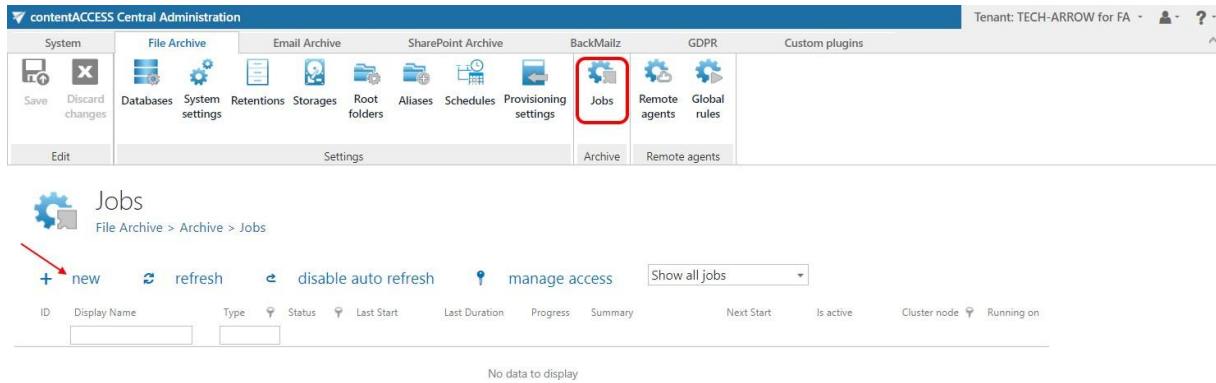 contentACCESS Central Administration
Tenant: TECH-ARROW for FA
?
System File Archive Email Archive SharePoint Archive BackMailz GDPR Custom plugins
Save Discard changes Databases System settings Retentions Storages Root folders Aliases Schedules Provisioning settings Jobs Remote agents Global rules
Edit Settings Archive Remote agents
Jobs
File Archive > Archive > Jobs
+ new refresh disable auto refresh manage access Show all jobs
ID Display Name Type Status Last Start Last Duration Progress Summary Next Start Is active Cluster node Running on
No data to display